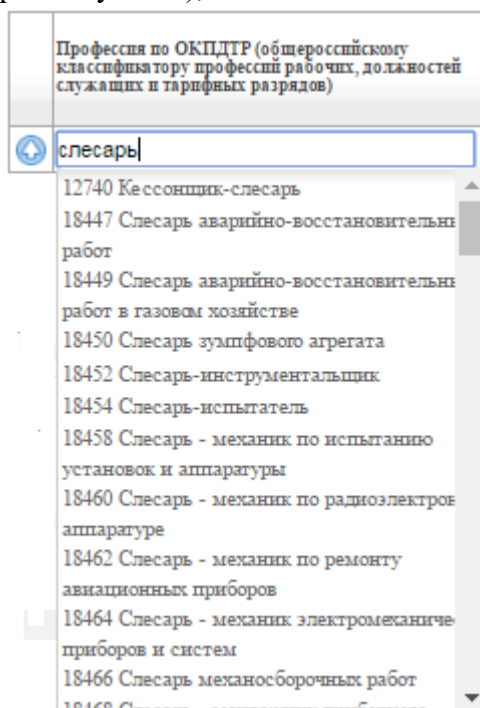 Профессия по ОКПДТР (общероссийскому
классификатору профессий рабочих, должностей
служащих и тарифных разрядов)
слесарь
12740 Кессонщик-слесарь
18447 Слесарь аварийно-восстановительн
работ
18449 Слесарь аварийно-восстановительн
работ в газовом хозяйстве
18450 Слесарь зумпфового агрегата
18452 Слесарь-инструментальщик
18454 Слесарь-испытатель
18458 Слесарь - механик по испытанию
установок и аппаратуры
18460 Слесарь - механик по радиоэлектрон
аппаратуре
18462 Слесарь - механик по ремонту
авиационных приборов
18464 Слесарь - механик электромеханиче
приборов и систем
18466 Слесарь механосборочных работ